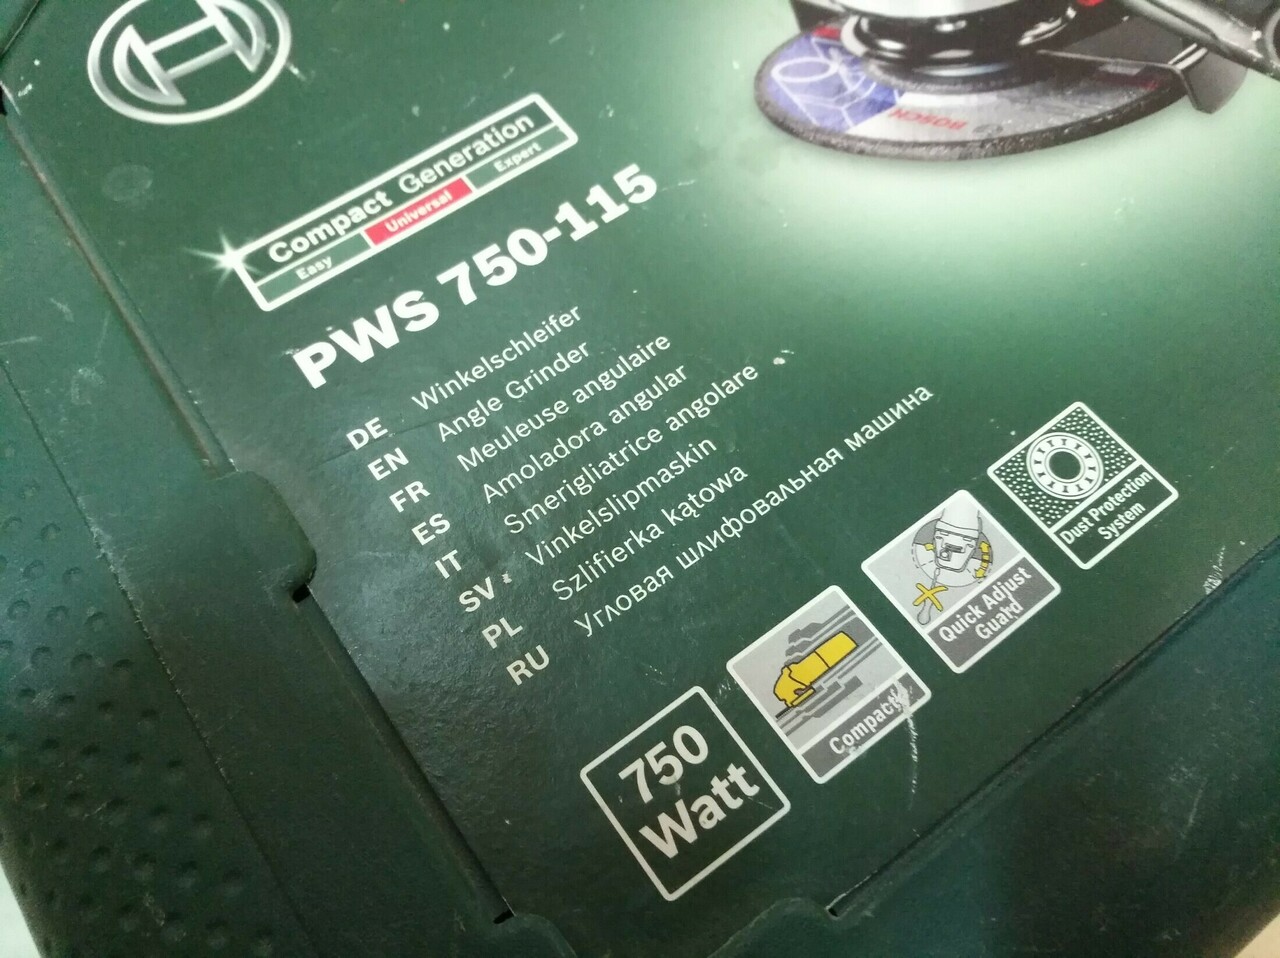 BOSCH
Compact Generation
Easy Universal Expert
PWS 750-115
DE Winkelschleifer
EN Angle Grinder
FR Meuleuse angulaire
ES Amoladora angular
IT Smerigliatrice angolare
SV Vinkelslipmaskin
PL Szlifierka kątowa
RU Угловая шлифовальная машина
750
Watt
Compact
Quick Adjust
Guard
Dust Protection
System